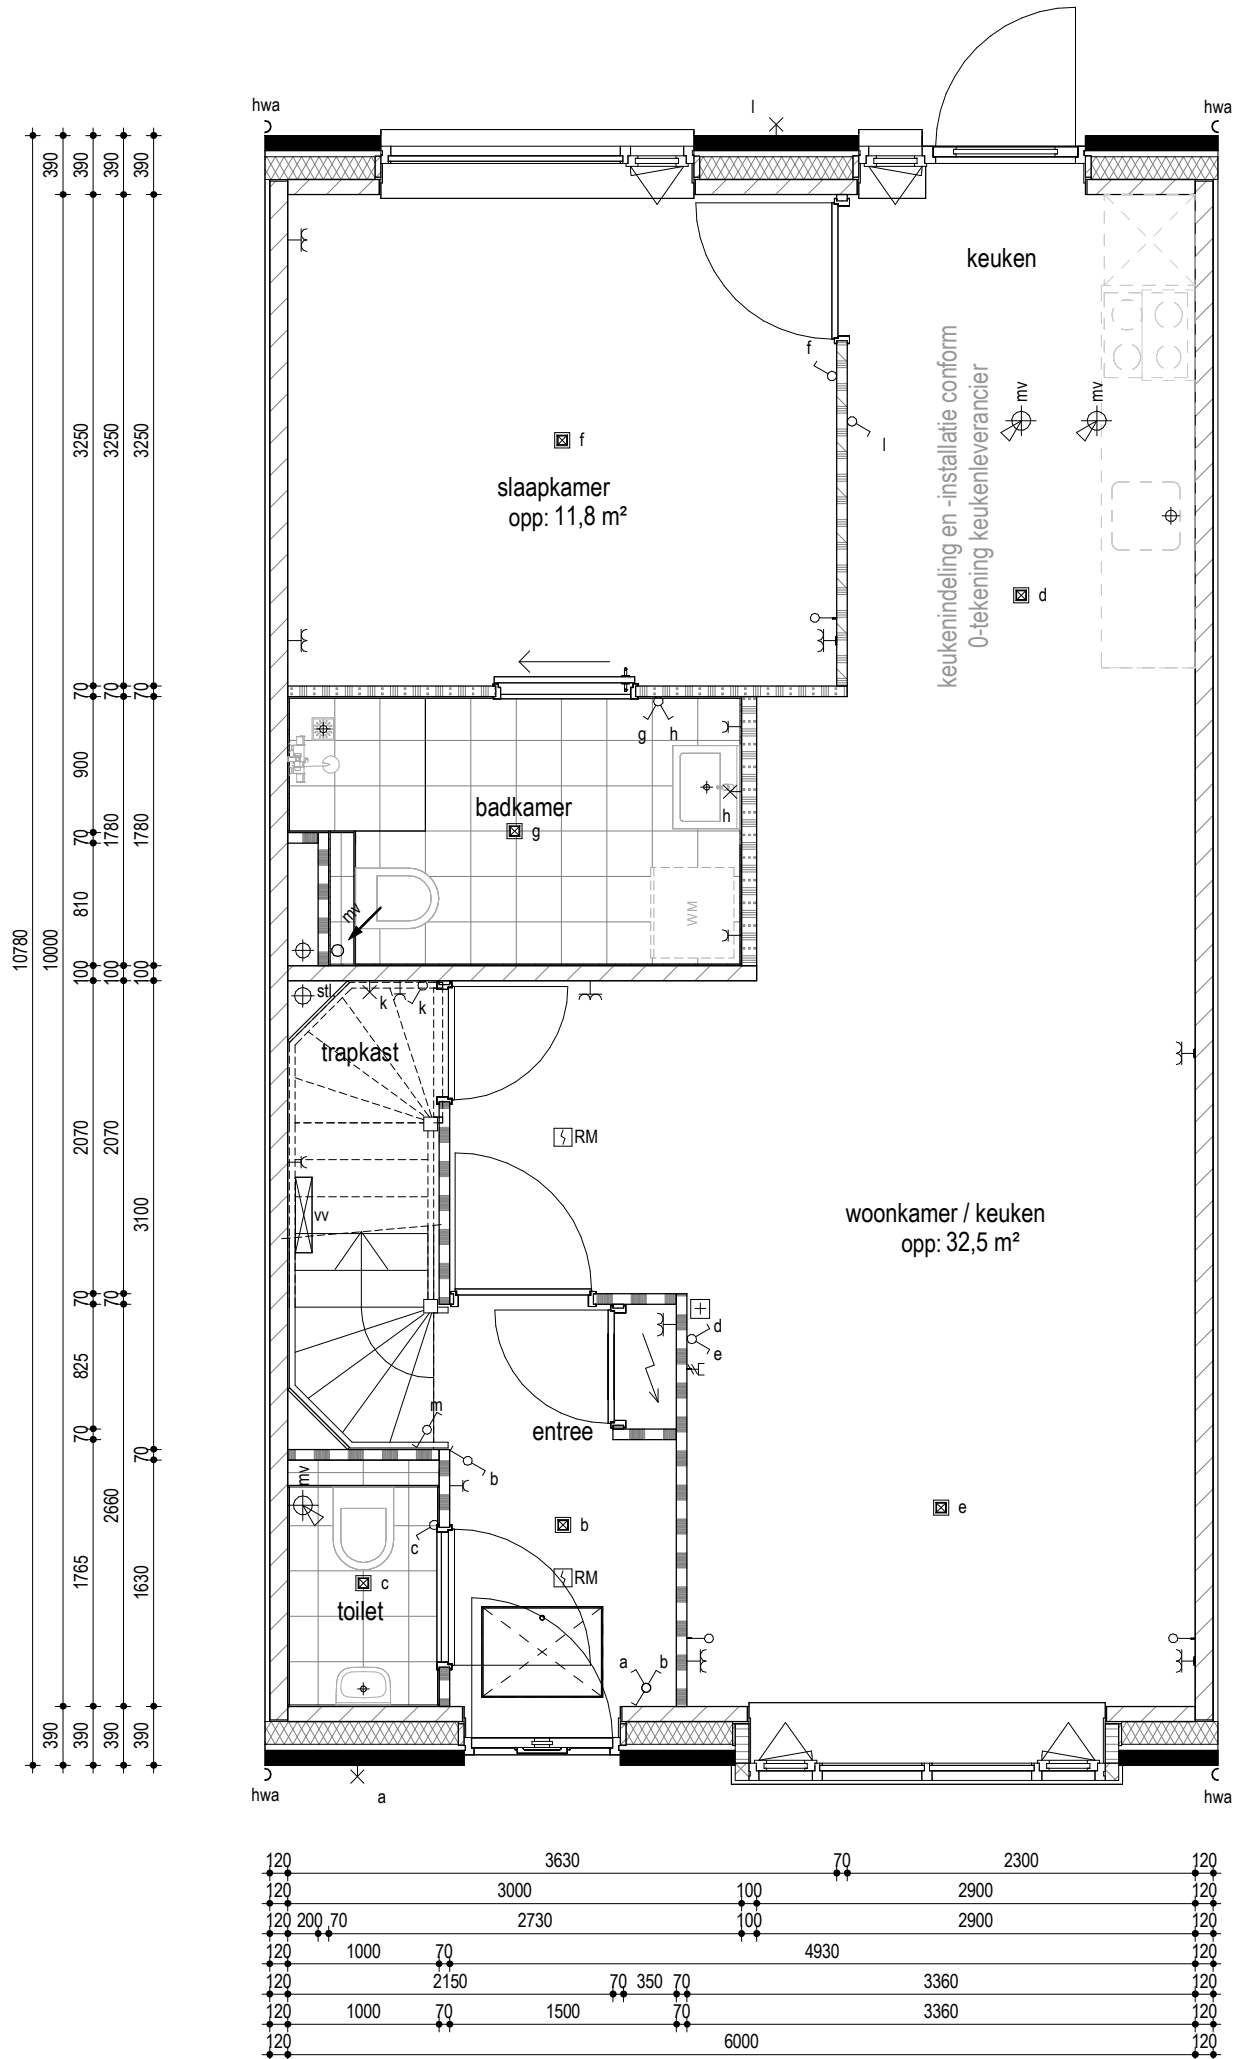 hwa
l
hwa
390
390
390
390
keuken
f
mv
mv
l
keukenindeling en -installatie conform
0-tekening keukenleverancier
3250
3250
3250
f
slaapkamer
opp: 11,8 m²
d
70
70
70
g
h
900
badkamer
g
h
70
1780
1780
810
mv
WM
10780
10000
100
100
100
stl.
k
k
trapkast
2070
2070
RM
3100
vv
woonkamer / keuken
opp: 32,5 m²
70
70
d
e
825
m
entree
70
70
b
mv
2660
b
e
c
1765
1630
c
RM
toilet
a
b
390
390
390
390
hwa
a
hwa
120 3630 70 2300 120
120 3000 100 2900 120
120 200 70 2730 100 2900 120
120 1000 70 4930 120
120 2150 70 350 70 3360 120
120 1000 70 1500 70 3360 120
120 6000 120